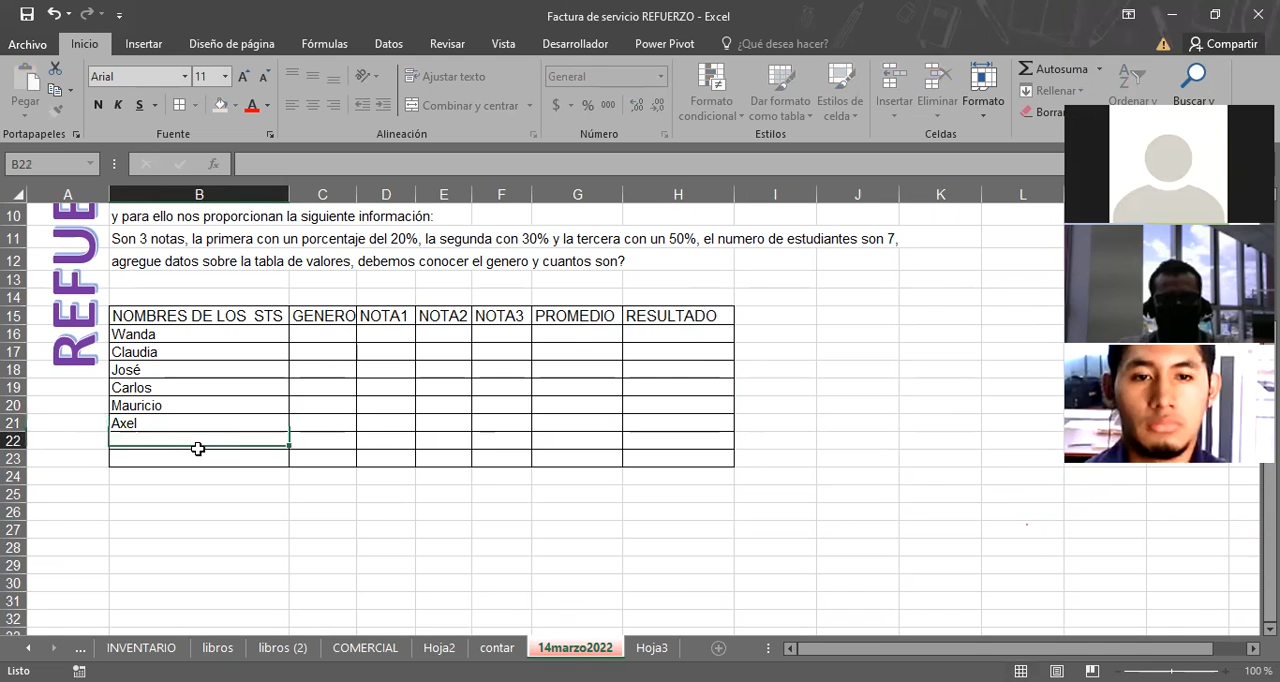 Factura de servicio REFUERZO - Excel
Archivo Inicio Insertar Diseño de página Fórmulas Datos Revisar Vista Desarrollador Power Pivot ¿Qué desea hacer? Compartir
Pegar
Portapapeles
Arial 11
N K S
Fuente
Ajustar texto
Combinar y centrar
Alineación
General
$ % 000
Número
Formato condicional
Dar formato como tabla
Estilos de celda
Estilos
Insertar Eliminar Formato
Celdas
Autosuma
Rellenar
Borrar
Ordenar y
Buscar y
B22 fx
A B C D E F G H I J K L
REFUE
10 y para ello nos proporcionan la siguiente información:
11 Son 3 notas, la primera con un porcentaje del 20%, la segunda con 30% y la tercera con un 50%, el numero de estudiantes son 7,
12 agregue datos sobre la tabla de valores, debemos conocer el genero y cuantos son?
13
14
15 NOMBRES DE LOS STS GENERO NOTA1 NOTA2 NOTA3 PROMEDIO RESULTADO
16 Wanda
17 Claudia
18 José
19 Carlos
20 Mauricio
21 Axel
22
23
24
25
26
27
28
29
30
31
32
... INVENTARIO libros libros (2) COMERCIAL Hoja2 contar 14marzo2022 Hoja3
Listo 100 %